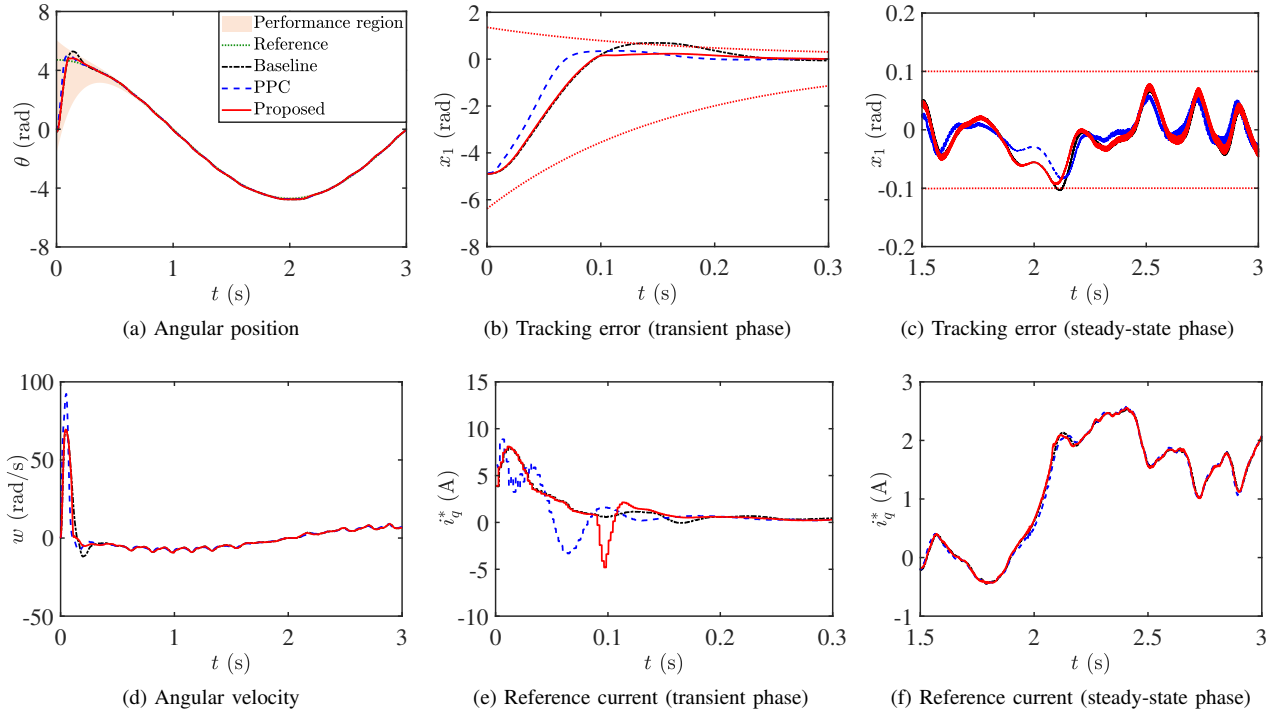 8
4
0
-4
-8
θ (rad)
0
1
2
3
t (s)
Performance region
Reference
Baseline
PPC
Proposed
(a) Angular position
2
0
-2
-4
-6
-8
x₁ (rad)
0
0.1
0.2
0.3
t (s)
(b) Tracking error (transient phase)
0.2
0.1
0
-0.1
-0.2
x₁ (rad)
1.5
2
2.5
3
t (s)
(c) Tracking error (steady-state phase)
100
50
0
-50
w (rad/s)
0
1
2
3
t (s)
(d) Angular velocity
15
10
5
0
-5
-10
i*q (A)
0
0.1
0.2
0.3
t (s)
(e) Reference current (transient phase)
3
2
1
0
-1
i*q (A)
1.5
2
2.5
3
t (s)
(f) Reference current (steady-state phase)